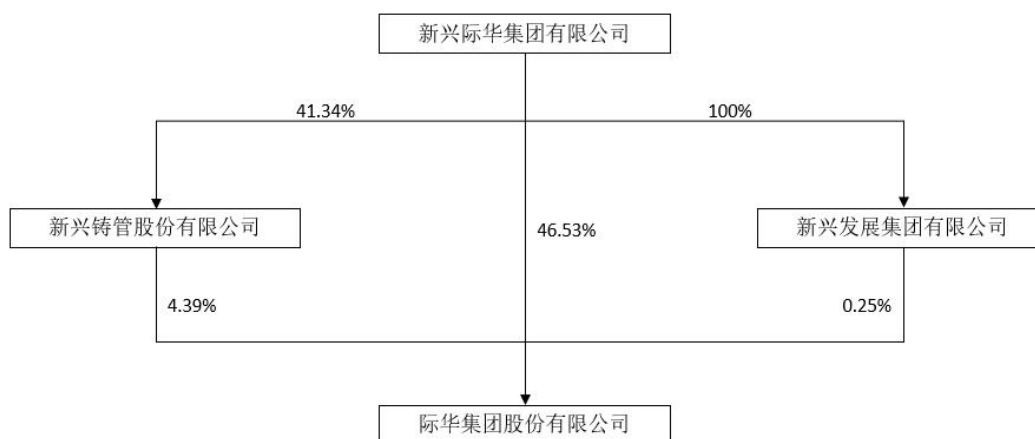 新兴际华集团有限公司
41.34%
100%
新兴铸管股份有限公司
46.53%
新兴发展集团有限公司
4.39%
0.25%
际华集团股份有限公司